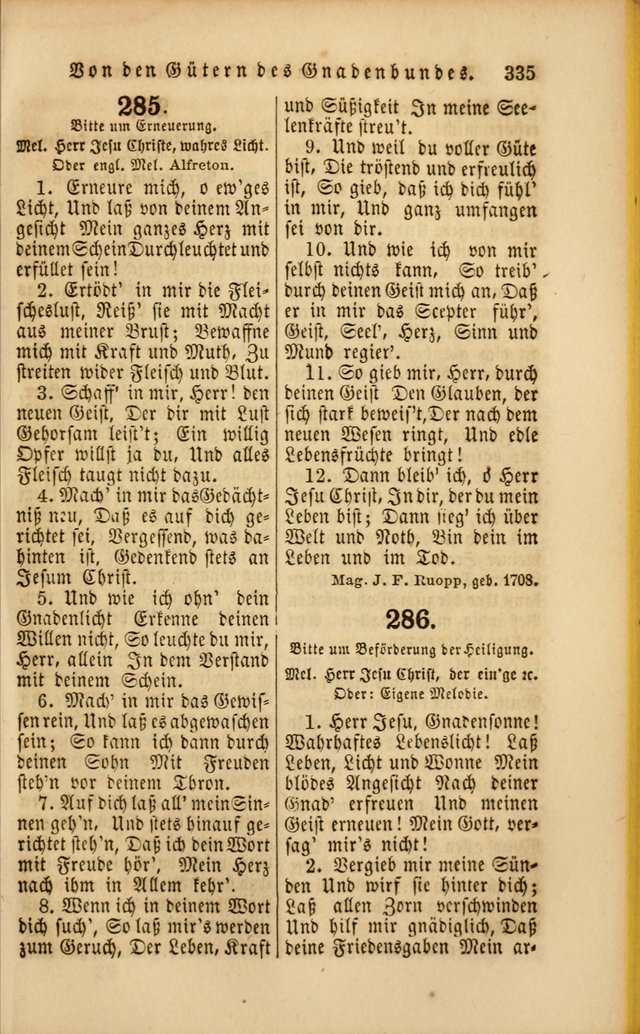 Von den Gütern des Gnadenbundes. 335
285.
Bitte um Erneuerung.
Mel. Herr Jesu Christe, wahres Licht.
Oder engl. Mel. Alfreton.
1. Erneure mich, o ew'ges
Licht, Und laß von deinem An-
gesicht Mein ganzes Herz mit
deinem Schein Durchleuchtet und
erfüllet sein!
2. Ertödt' in mir die Flei-
scheslust, Reiß' sie mit Macht
aus meiner Brust; Bewaffne
mich mit Kraft und Muth, Zu
streiten wider Fleisch und Blut.
3. Schaff' in mir, Herr! den
neuen Geist, Der dir mit Lust
Gehorsam leist't; Ein willig
Opfer willst ja du, Und alles
Fleisch taugt nicht dazu.
4. Mach' in mir das Gedächt-
niß neu, Daß es auf dich ge-
richtet sei, Vergessend, was da-
hinten ist, Gedenkend stets an
Jesum Christ.
5. Und wie ich ohn' dein
Gnadenlicht Erkenne deinen
Willen nicht, So leuchte du mir,
Herr, allein In dem Verstand
mit deinem Schein.
6. Mach' in mir das Gewis-
sen rein, Und laß es abgewaschen
sein; So kann ich dann durch
deinen Sohn Mit Freuden
steh'n vor deinem Thron.
7. Auf dich laß all' mein Sin-
nen geh'n, Und stets hinauf ge-
richtet steh'n, Daß ich dein Wort
mit Freude hör', Mein Herz
nach ihm in Allem kehr'.
8. Wenn ich in deinem Wort
dich such', So laß mir's werden
zum Geruch, Der Leben, Kraft
und Süßigkeit In meine See-
lenkräfte streu't.
9. Und weil du voller Güte
bist, Die tröstend und erfreulich
ist, So gieb, daß ich dich fühl'
in mir, Und ganz umfangen
sei von dir.
10. Und wie ich von mir
selbst nichts kann, So treib'
durch deinen Geist mich an, Daß
er in mir das Scepter führ',
Geist, Seel', Herz, Sinn und
Mund regier'.
11. So gieb mir, Herr, durch
deinen Geist Den Glauben, der
sich stark beweis't, Der nach dem
neuen Wesen ringt, Und edle
Lebensfrüchte bringt!
12. Dann bleib' ich, o Herr
Jesu Christ, In dir, der du mein
Leben bist; Dann sieg' ich über
Welt und Noth, Bin dein im
Leben und im Tod.
Mag. J. F. Ruopp, geb. 1708.
286.
Bitte um Beförderung der Heiligung.
Mel. Herr Jesu Christ, der ein'ge ꝛc.
Oder: Eigene Melodie.
1. Herr Jesu, Gnadensonne!
Wahrhaftes Lebenslicht! Laß
Leben, Licht und Wonne Mein
blödes Angesicht Nach deiner
Gnad' erfreuen Und meinen
Geist erneuen! Mein Gott, ver-
sag' mir's nicht!
2. Vergieb mir meine Sün-
den Und wirf sie hinter dich;
Laß allen Zorn verschwinden
Und hilf mir gnädiglich, Daß
deine Friedensgaben Mein ar-